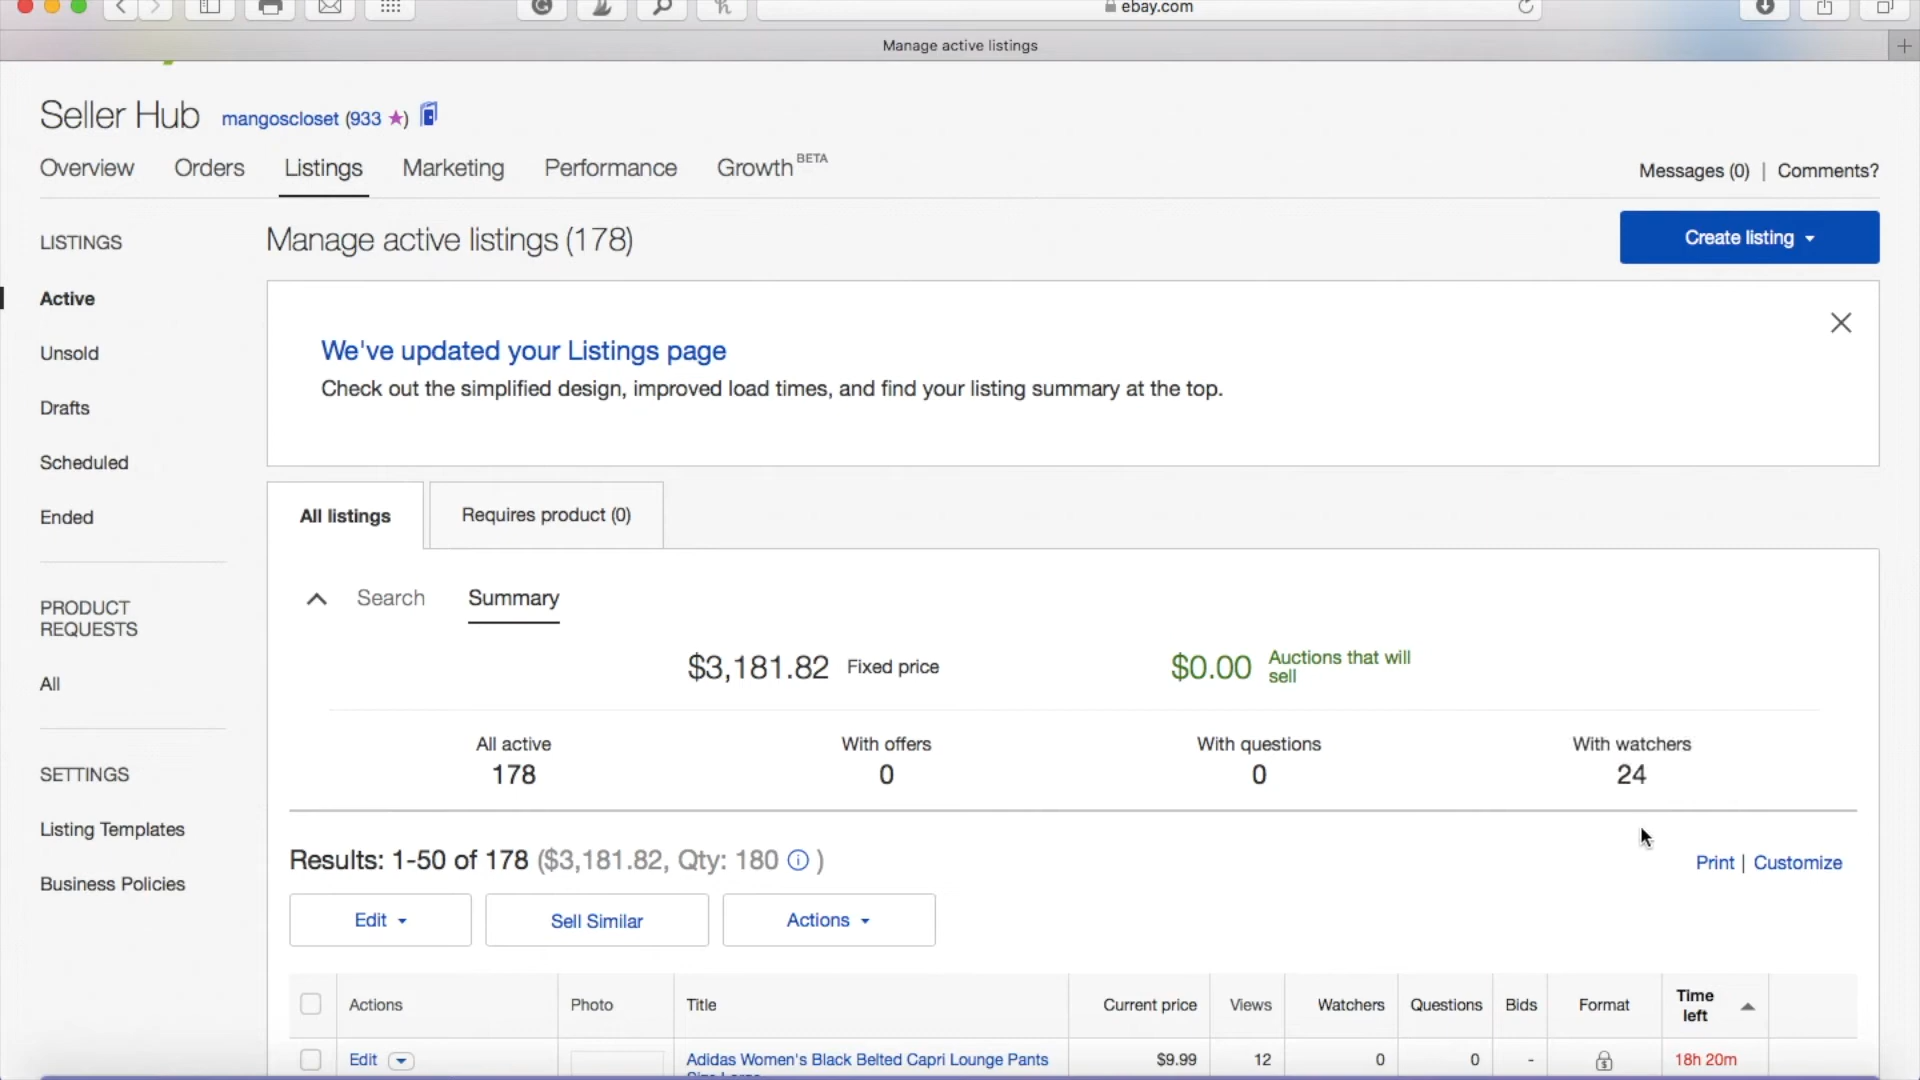 ebay.com
Manage active listings
Seller Hub mangoscloset (933 ★)
Overview Orders Listings Marketing Performance Growth BETA
Messages (0) | Comments?
LISTINGS
Active
Unsold
Drafts
Scheduled
Ended
PRODUCT
REQUESTS
All
SETTINGS
Listing Templates
Business Policies
Manage active listings (178)
Create listing
We've updated your Listings page
Check out the simplified design, improved load times, and find your listing summary at the top.
All listings Requires product (0)
Search Summary
$3,181.82 Fixed price
$0.00 Auctions that will
sell
All active With offers With questions With watchers
178 0 0 24
Results: 1-50 of 178 ($3,181.82, Qty: 180 )
Print | Customize
Edit Sell Similar Actions
Actions Photo Title Current price Views Watchers Questions Bids Format Time
left
Edit Adidas Women's Black Belted Capri Lounge Pants $9.99 12 0 0 - 18h 20m